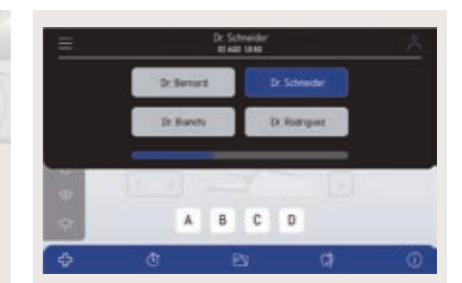 Dr. Schneider
Dr. Bernard
Dr. Schneider
Dr. Bianchi
Dr. Rodriguez
A B C D